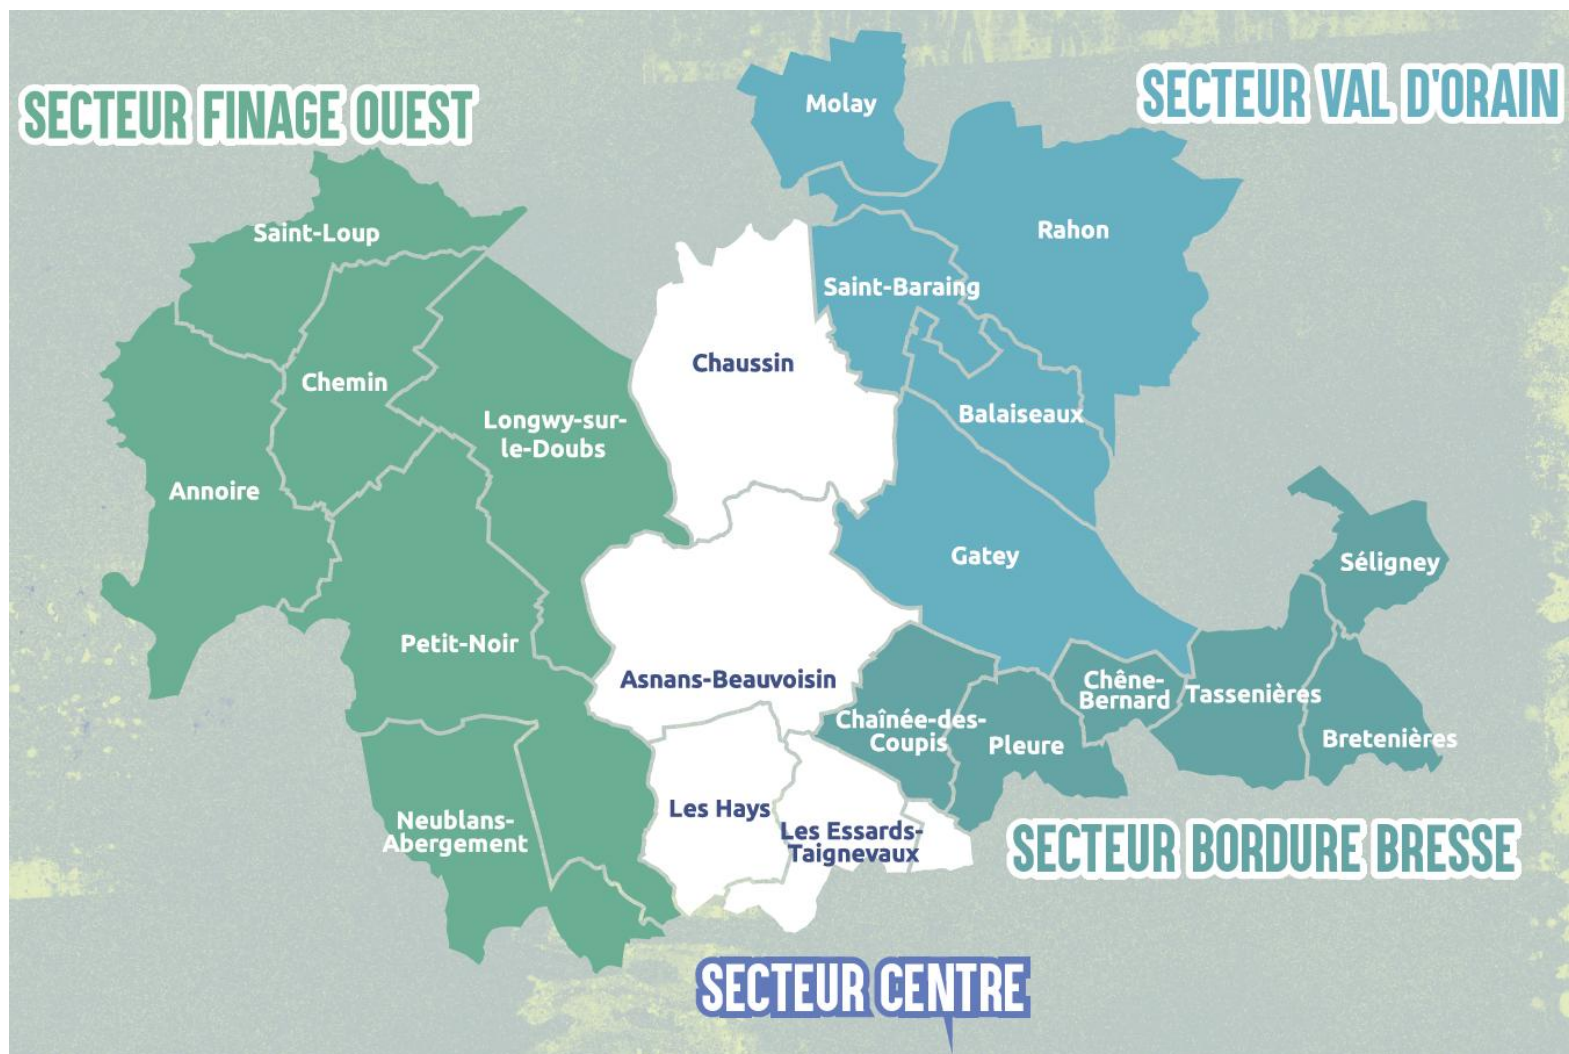 SECTEUR FINAGE OUEST
SECTEUR VAL D'ORAIN
Molay
Saint-Loup
Rahon
Saint-Baraing
Chaussin
Chemin
Longwy-sur-
le-Doubs
Balaiseaux
Annoire
Gatey
Séligney
Petit-Noir
Asnans-Beauvoisin
Chêne-
Bernard
Tassenières
Chaînée-des-
Coupis
Pleure
Bretenières
Les Hays
Neublans-
Abergement
Les Essards-
Taignevaux
SECTEUR BORDURE BRESSE
SECTEUR CENTRE